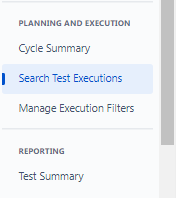 PLANNING AND EXECUTION
Cycle Summary
Search Test Executions
Manage Execution Filters
REPORTING
Test Summary